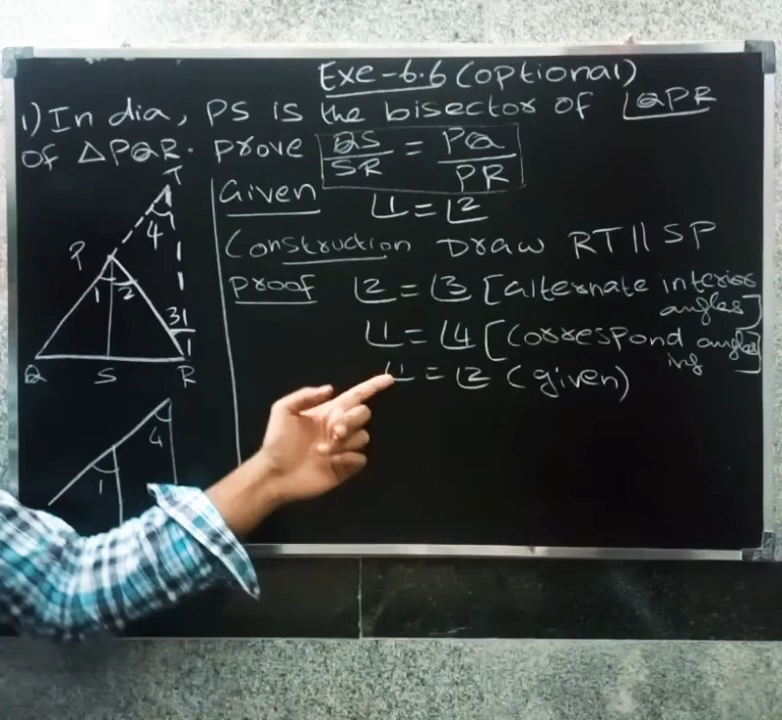 Exe-6.6 (optional)
1) In dia, PS is the bisector of ∠QPR
of △PQR. prove QS/SR = PQ/PR
Given ∠1 = ∠2
Construction Draw RT || SP
proof ∠2 = ∠3 [alternate interior
angles]
∠1 = ∠4 [correspond angles
ing]
∠1 = ∠2 (given)
T
4
P
1 2
3
Q S R
4
1